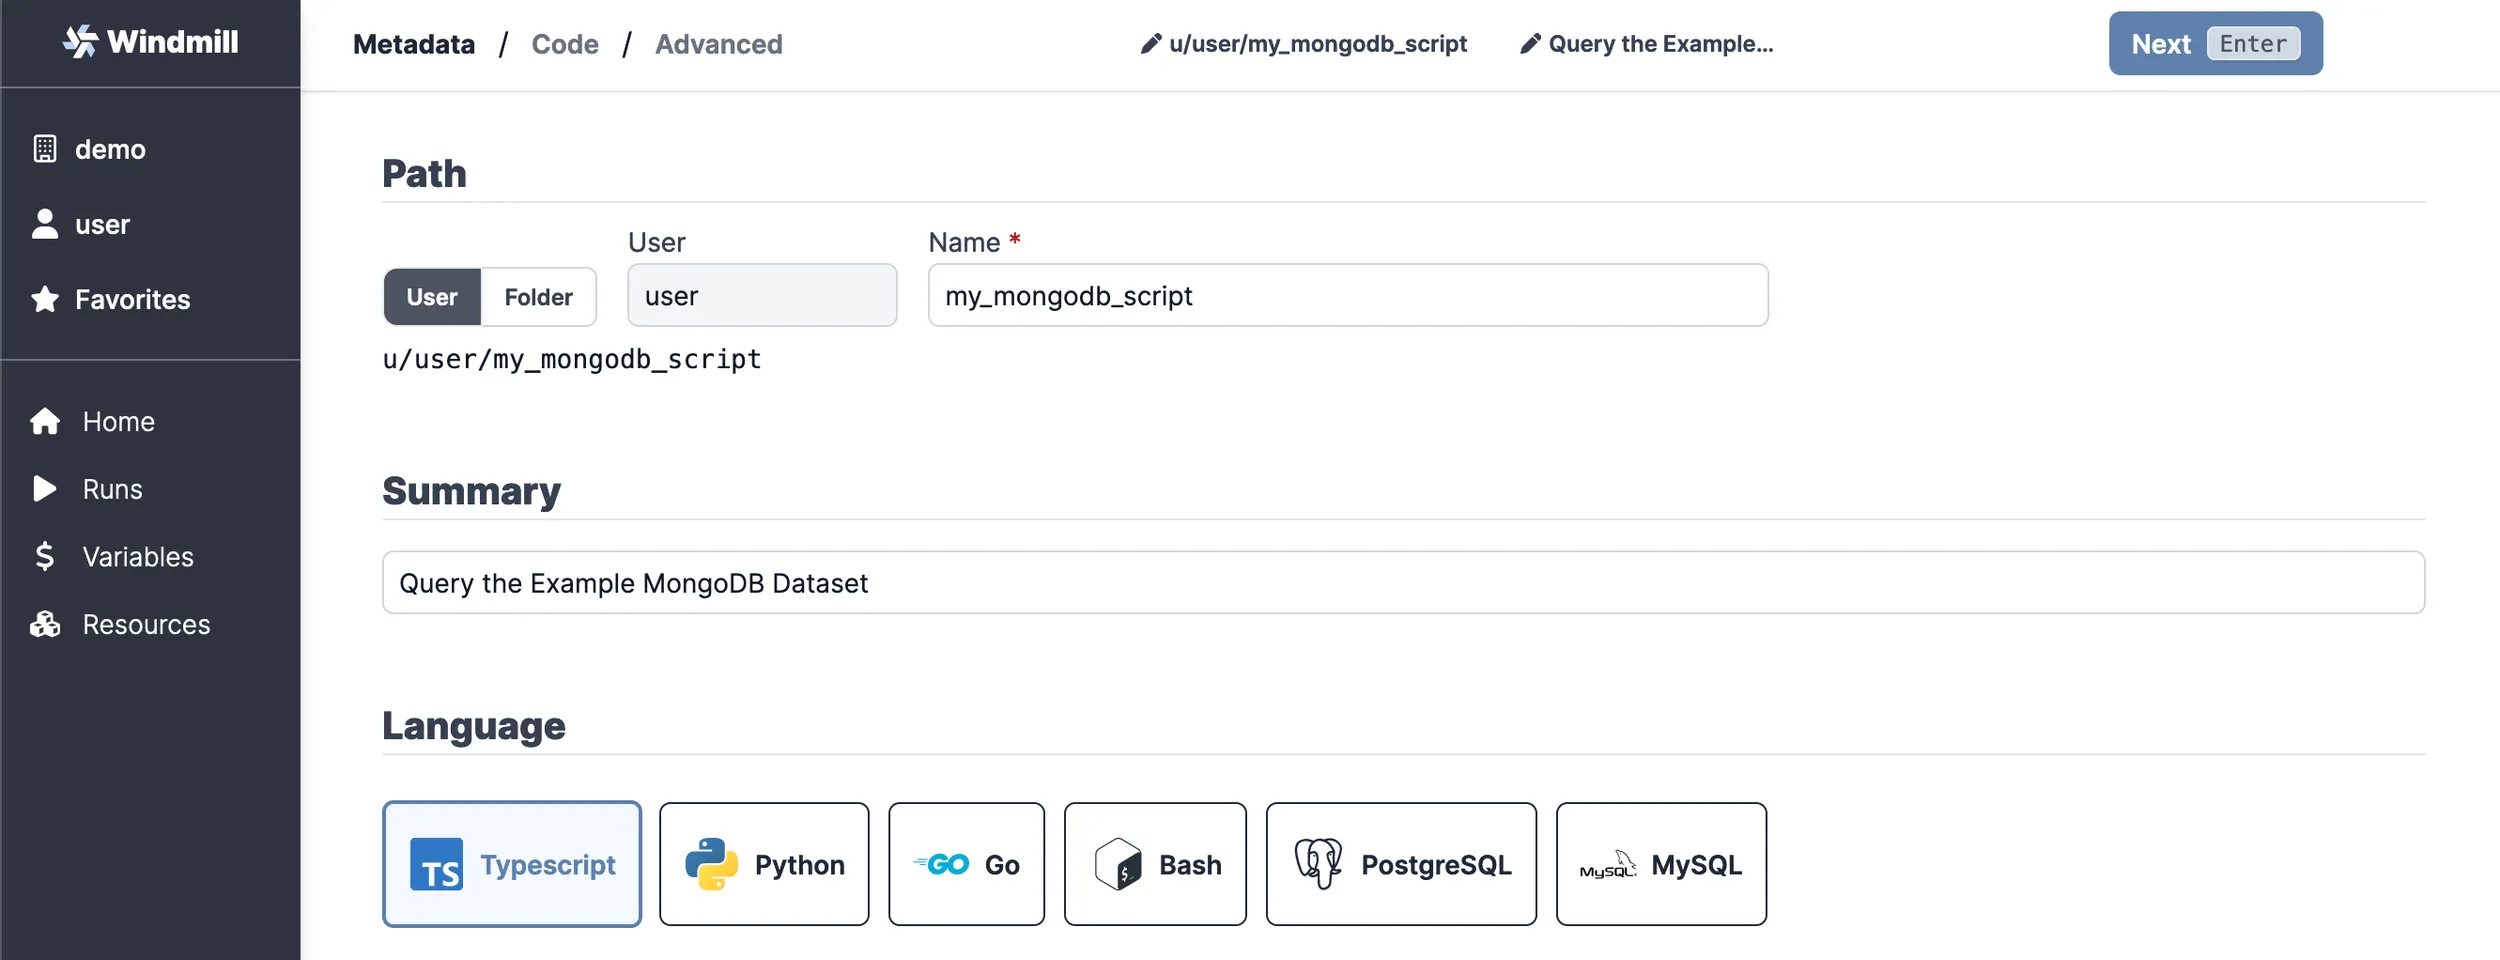 Windmill
Metadata / Code / Advanced
u/user/my_mongodb_script
Query the Example...
Next Enter
demo
user
Favorites
Home
Runs
Variables
Resources
Path
User Folder
User
user
Name *
my_mongodb_script
u/user/my_mongodb_script
Summary
Query the Example MongoDB Dataset
Language
TS Typescript
Python
GO Go
$_ Bash
PostgreSQL
MySQL. MySQL